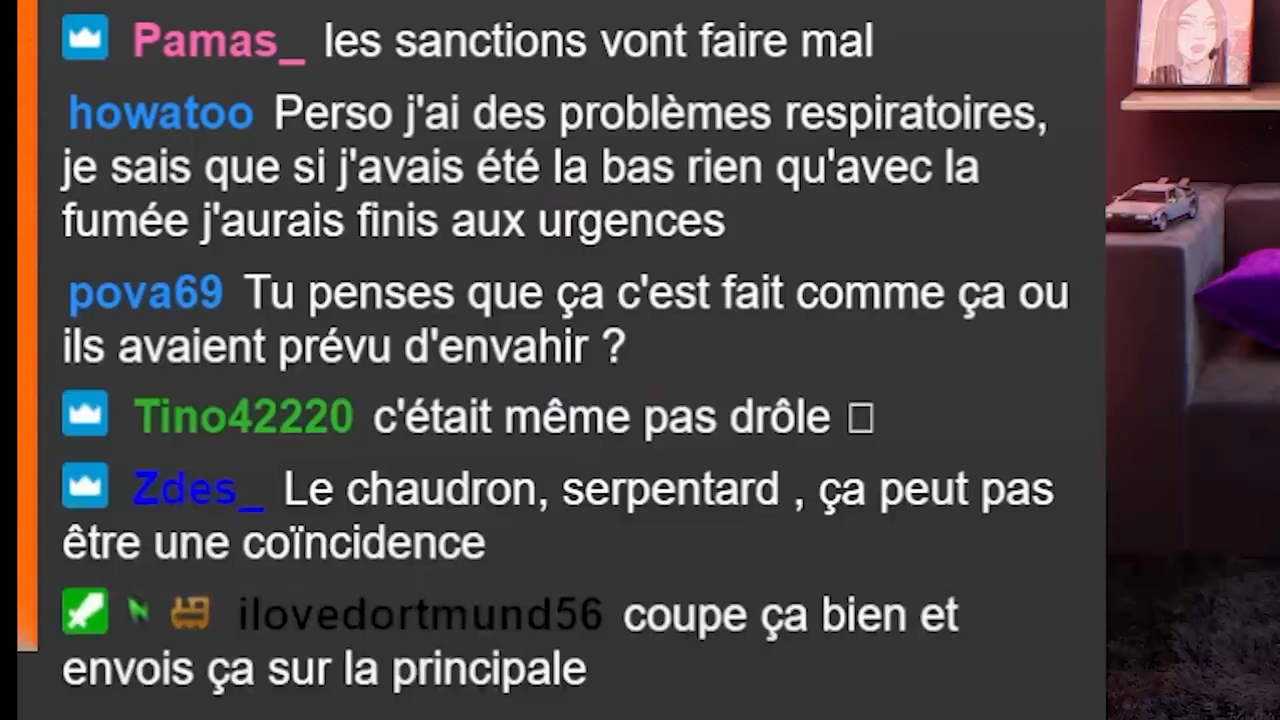 Pamas_ les sanctions vont faire mal
howatoo Perso j'ai des problèmes respiratoires,
je sais que si j'avais été la bas rien qu'avec la
fumée j'aurais finis aux urgences
pova69 Tu penses que ça c'est fait comme ça ou
ils avaient prévu d'envahir ?
Tino42220 c'était même pas drôle □
Zdes_ Le chaudron, serpentard , ça peut pas
être une coïncidence
ilovedortmund56 coupe ça bien et
envois ça sur la principale